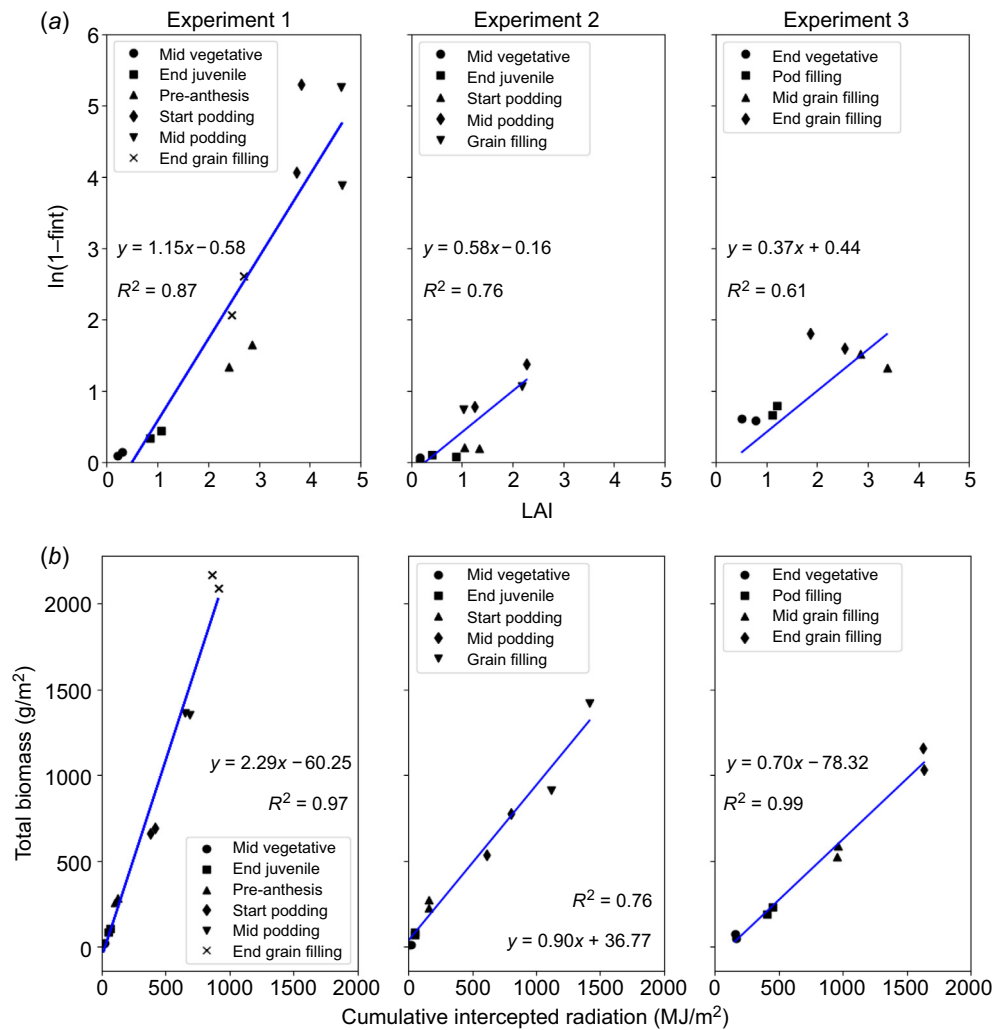 (a)
Experiment 1
Experiment 2
Experiment 3
ln(1–fint)
6
5
4
3
2
1
0
Mid vegetative
End juvenile
Pre-anthesis
Start podding
Mid podding
End grain filling
y = 1.15x – 0.58
R² = 0.87
0 1 2 3 4 5
Mid vegetative
End juvenile
Start podding
Mid podding
Grain filling
y = 0.58x – 0.16
R² = 0.76
0 1 2 3 4 5
End vegetative
Pod filling
Mid grain filling
End grain filling
y = 0.37x + 0.44
R² = 0.61
0 1 2 3 4 5
LAI
(b)
Total biomass (g/m²)
2000
1500
1000
500
0
y = 2.29x – 60.25
R² = 0.97
Mid vegetative
End juvenile
Pre-anthesis
Start podding
Mid podding
End grain filling
0 500 1000 1500 2000
Mid vegetative
End juvenile
Start podding
Mid podding
Grain filling
R² = 0.76
y = 0.90x + 36.77
0 500 1000 1500 2000
End vegetative
Pod filling
Mid grain filling
End grain filling
y = 0.70x – 78.32
R² = 0.99
0 500 1000 1500 2000
Cumulative intercepted radiation (MJ/m²)